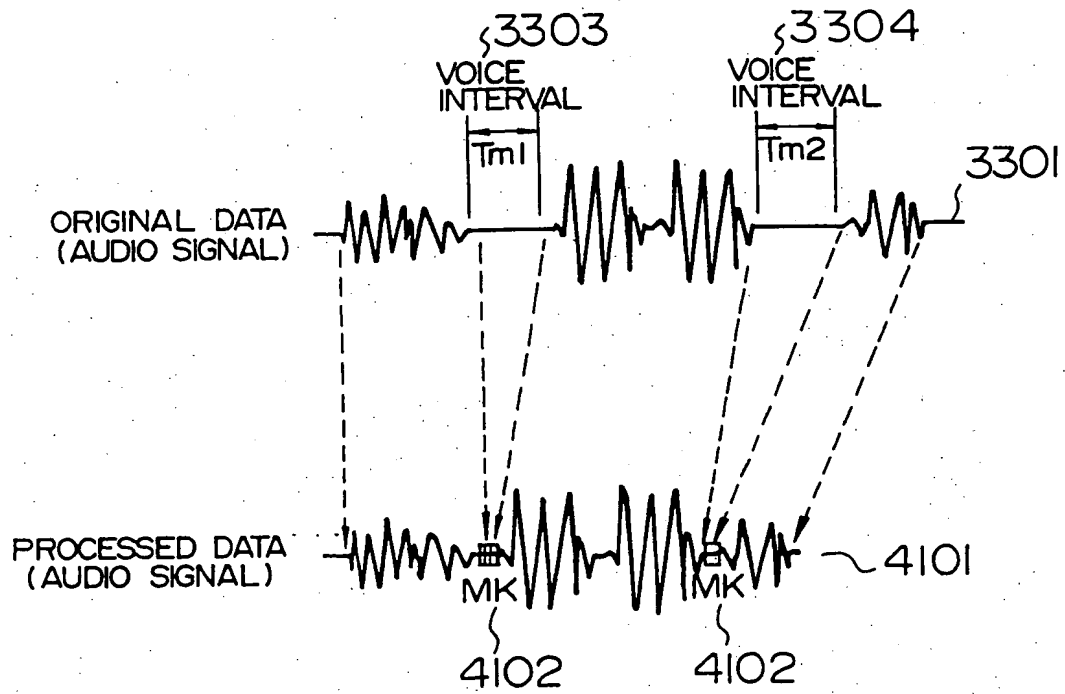 3303
3304
VOICE
INTERVAL
VOICE
INTERVAL
Tm1
Tm2
3301
ORIGINAL DATA
(AUDIO SIGNAL)
PROCESSED DATA
(AUDIO SIGNAL)
4101
MK
MK
4102
4102